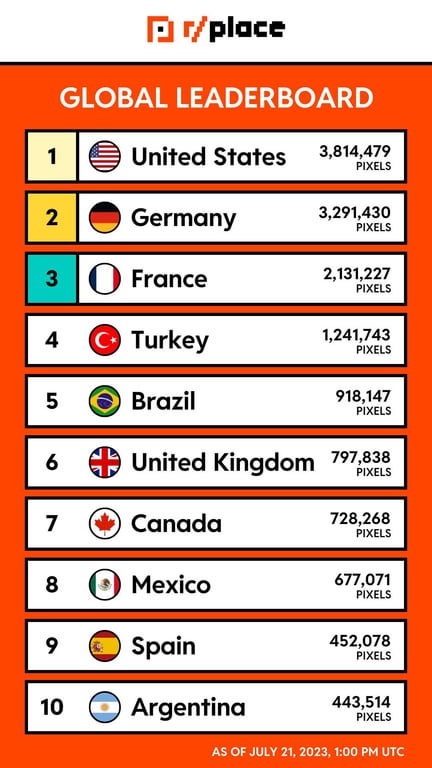 r/place
GLOBAL LEADERBOARD
1 United States 3,814,479
PIXELS
2 Germany 3,291,430
PIXELS
3 France 2,131,227
PIXELS
4 Turkey 1,241,743
PIXELS
5 Brazil 918,147
PIXELS
6 United Kingdom 797,838
PIXELS
7 Canada 728,268
PIXELS
8 Mexico 677,071
PIXELS
9 Spain 452,078
PIXELS
10 Argentina 443,514
PIXELS
AS OF JULY 21, 2023, 1:00 PM UTC